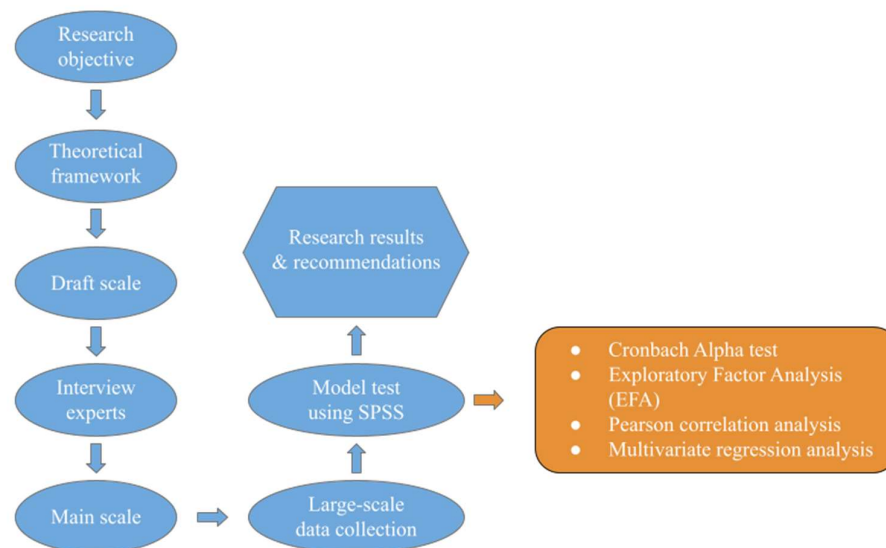 Research
objective
Theoretical
framework
Draft scale
Interview
experts
Main scale
Large-scale
data collection
Model test
using SPSS
Research results
& recommendations
● Cronbach Alpha test
● Exploratory Factor Analysis
(EFA)
● Pearson correlation analysis
● Multivariate regression analysis